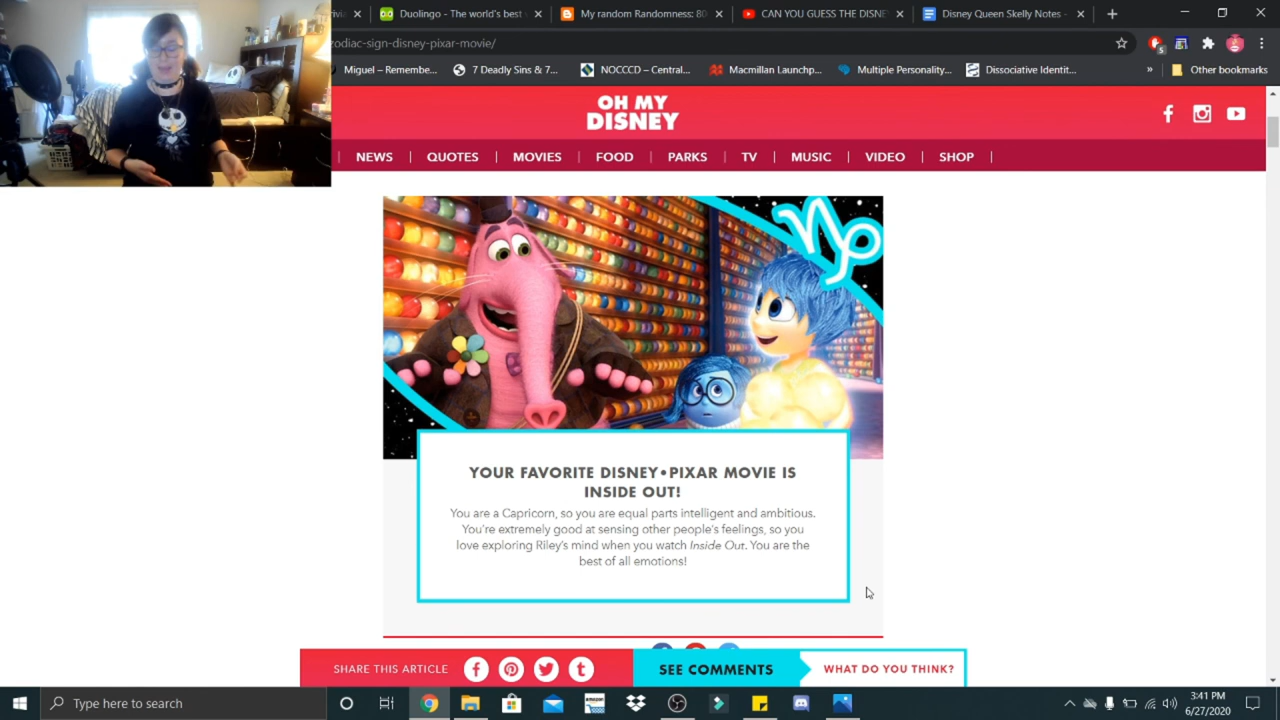 rivia
Duolingo - The world's best
My random Randomness: 80
CAN YOU GUESS THE DISNE
Disney Queen Skelly Notes -
zodiac-sign-disney-pixar-movie/
Miguel – Remembe...
7 Deadly Sins & 7...
NOCCCD – Central...
Macmillan Launchp...
Multiple Personality...
Dissociative Identit...
»
Other bookmarks
OH MY
DISNEY
NEWS | QUOTES | MOVIES | FOOD | PARKS | TV | MUSIC | VIDEO | SHOP |
YOUR FAVORITE DISNEY•PIXAR MOVIE IS
INSIDE OUT!
You are a Capricorn, so you are equal parts intelligent and ambitious.
You're extremely good at sensing other people's feelings, so you
love exploring Riley's mind when you watch Inside Out. You are the
best of all emotions!
SHARE THIS ARTICLE
SEE COMMENTS
WHAT DO YOU THINK?
Type here to search
amazon
3:41 PM
6/27/2020